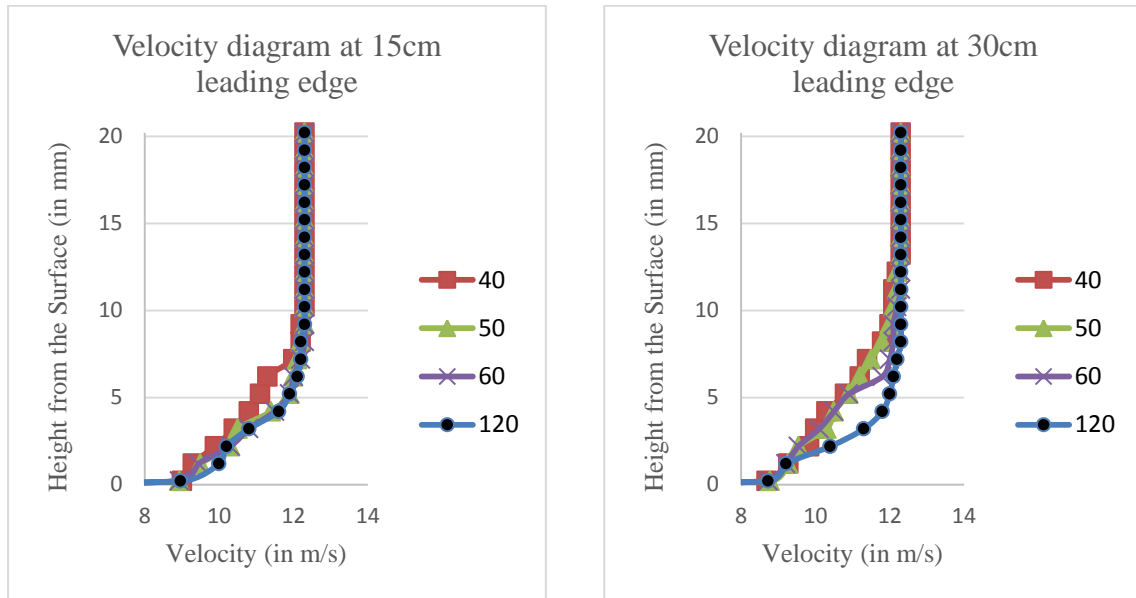 Velocity diagram at 15cm
leading edge
Height from the Surface (in mm)
20
15
10
5
0
8 10 12 14
Velocity (in m/s)
40
50
60
120
Velocity diagram at 30cm
leading edge
Height from the Surface (in mm)
20
15
10
5
0
8 10 12 14
Velocity (in m/s)
40
50
60
120